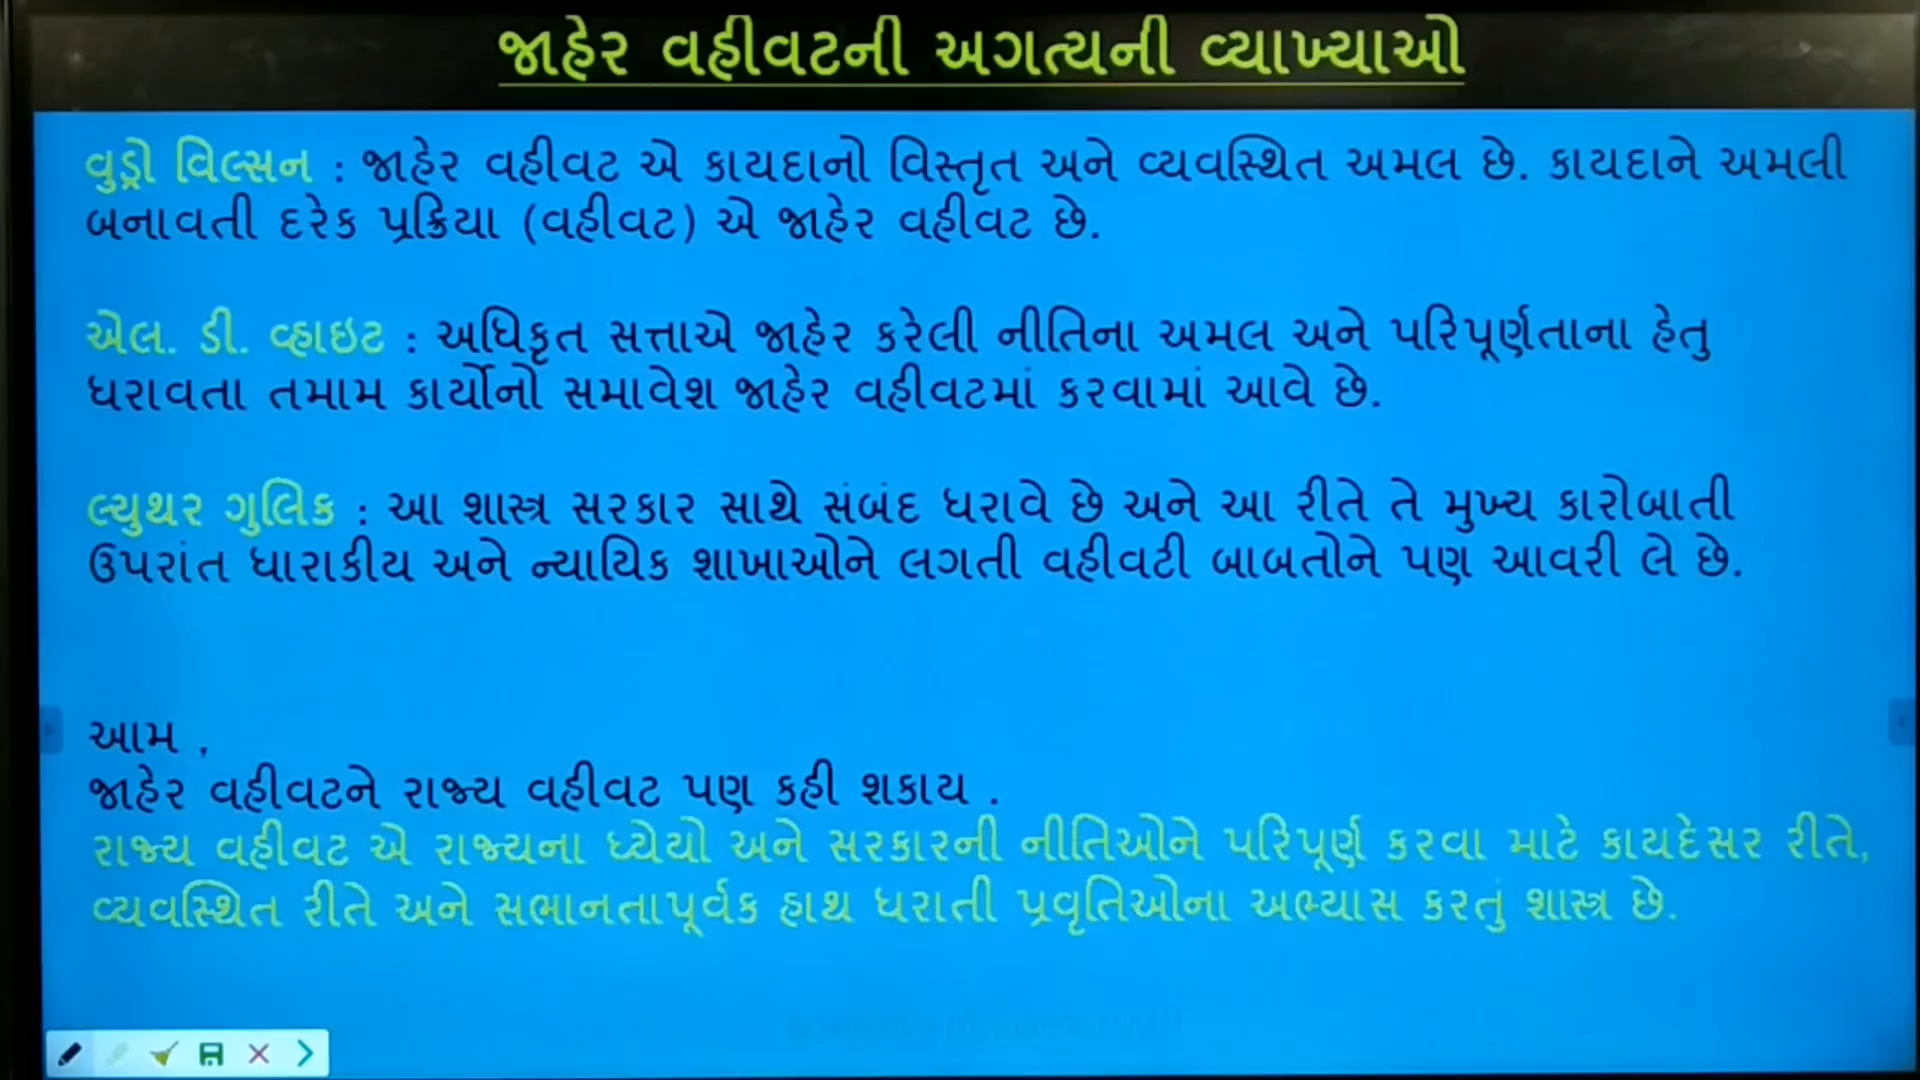 જાહેર વહીવટની અગત્યની વ્યાખ્યાઓ
વુડ્રો વિલ્સન : જાહેર વહીવટ એ કાયદાનો વિસ્તૃત અને વ્યવસ્થિત અમલ છે. કાયદાને અમલી
બનાવતી દરેક પ્રક્રિયા (વહીવટ) એ જાહેર વહીવટ છે.
એલ. ડી. વ્હાઇટ : અધિકૃત સત્તાએ જાહેર કરેલી નીતિના અમલ અને પરિપૂર્ણતાના હેતુ
ધરાવતા તમામ કાર્યોનો સમાવેશ જાહેર વહીવટમાં કરવામાં આવે છે.
લ્યુથર ગુલિક : આ શાસ્ત્ર સરકાર સાથે સંબંદ ધરાવે છે અને આ રીતે તે મુખ્ય કારોબાતી
ઉપરાંત ધારાકીય અને ન્યાયિક શાખાઓને લગતી વહીવટી બાબતોને પણ આવરી લે છે.
આમ ,
જાહેર વહીવટને રાજ્ય વહીવટ પણ કહી શકાય .
રાજ્ય વહીવટ એ રાજ્યના ધ્યેયો અને સરકારની નીતિઓને પરિપૂર્ણ કરવા માટે કાયદેસર રીતે,
વ્યવસ્થિત રીતે અને સભાનતાપૂર્વક હાથ ધરાતી પ્રવૃતિઓના અભ્યાસ કરતું શાસ્ત્ર છે.